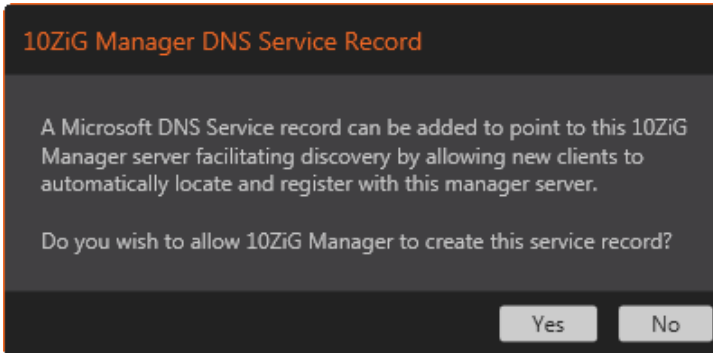 10ZiG Manager DNS Service Record
A Microsoft DNS Service record can be added to point to this 10ZiG
Manager server facilitating discovery by allowing new clients to
automatically locate and register with this manager server.
Do you wish to allow 10ZiG Manager to create this service record?
Yes No